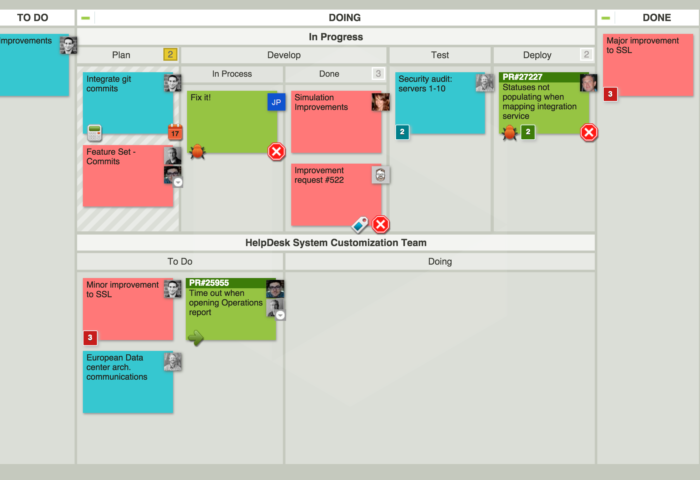 TO DO
DOING
DONE
In Progress
Plan
2
Develop
Test
Deploy
2
In Process
Done
3
improvements
Integrate git
commits
17
Feature Set -
Commits
Fix it!
JP
Simulation
Improvements
Improvement
request #522
Security audit:
servers 1-10
2
PR#27227
Statuses not
populating when
mapping integration
service
2
Major improvement
to SSL
3
HelpDesk System Customization Team
To Do
Doing
Minor improvement
to SSL
3
PR#25955
Time out when
opening Operations
report
European Data
center arch.
communications